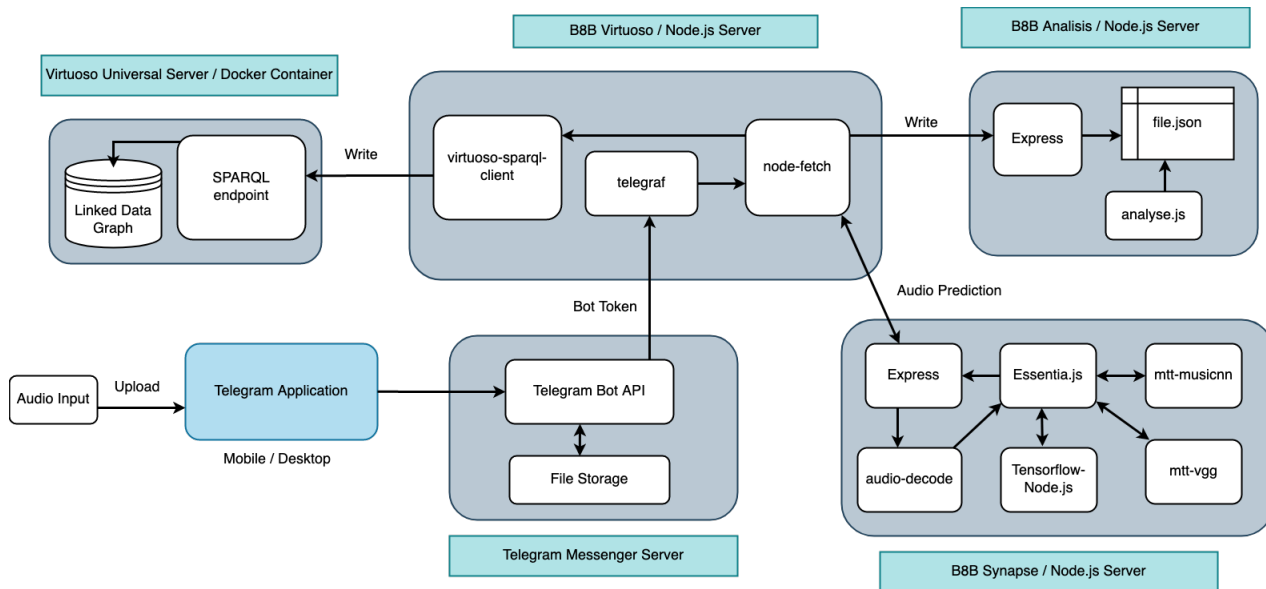 B8B Virtuoso / Node.js Server
B8B Analisis / Node.js Server
Virtuoso Universal Server / Docker Container
Linked Data
Graph
SPARQL
endpoint
Write
virtuoso-sparql-
client
telegraf
node-fetch
Write
Express
file.json
analyse.js
Bot Token
Audio Prediction
Audio Input
Upload
Telegram Application
Mobile / Desktop
Telegram Bot API
File Storage
Telegram Messenger Server
Express
Essentia.js
mtt-musicnn
audio-decode
Tensorflow-
Node.js
mtt-vgg
B8B Synapse / Node.js Server